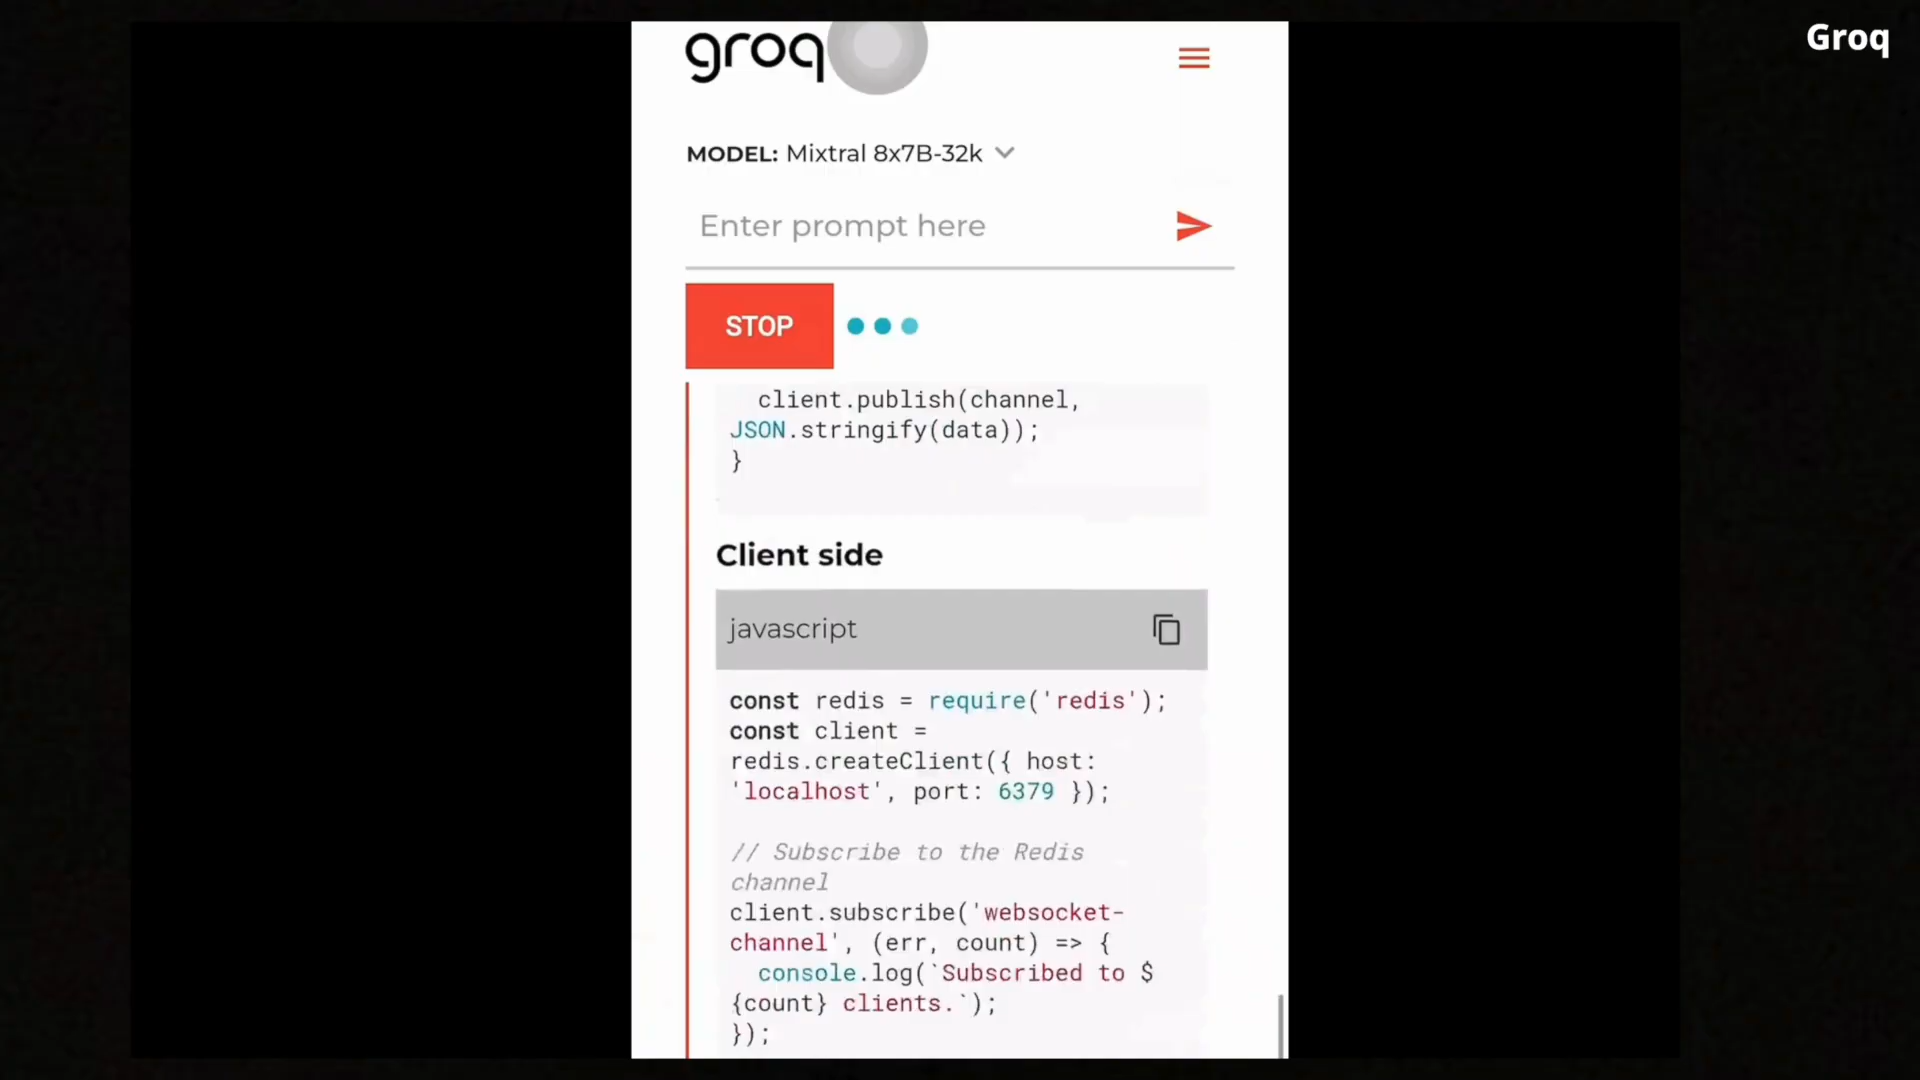 Groq
groq
MODEL: Mixtral 8x7B-32k
Enter prompt here
STOP
client.publish(channel,
JSON.stringify(data));
}
Client side
javascript
const redis = require('redis');
const client =
redis.createClient({ host:
'localhost', port: 6379 });
// Subscribe to the Redis
channel
client.subscribe('websocket-
channel', (err, count) => {
console.log(`Subscribed to $
{count} clients.`);
});